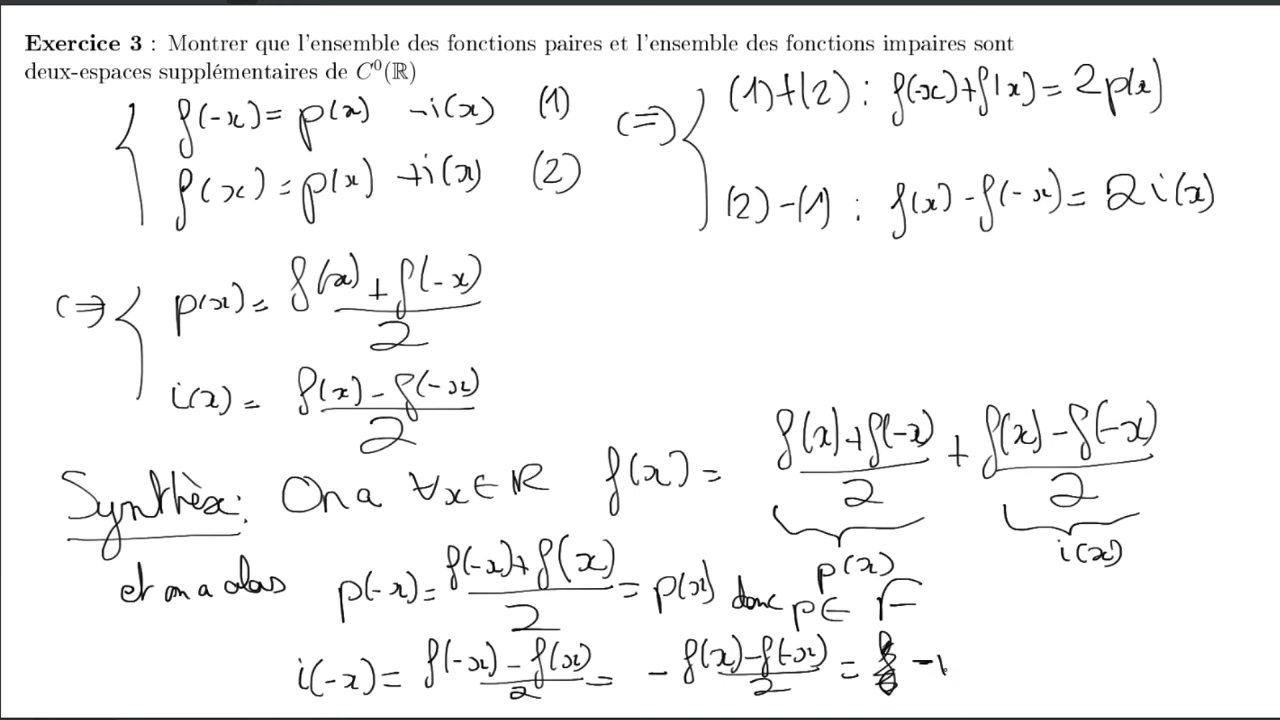 Exercice 3 : Montrer que l'ensemble des fonctions paires et l'ensemble des fonctions impaires sont
deux-espaces supplémentaires de C⁰(ℝ)
{ f(-x) = p(x) - i(x) (1)
f(x) = p(x) + i(x) (2)
(=) { (1)+(2) : f(-x)+f(x) = 2p(x)
(2)-(1) : f(x) - f(-x) = 2i(x)
(=) { p(x) = (f(x) + f(-x))/2
i(x) = (f(x) - f(-x))/2
Synthèse : On a ∀x∈ℝ f(x) = (f(x)+f(-x))/2 + (f(x)-f(-x))/2
p(x) i(x)
et on a alors p(-x) = (f(-x)+f(x))/2 = p(x) donc p∈ F
i(-x) = (f(-x) - f(x))/2 = - (f(x)-f(-x))/2 = -